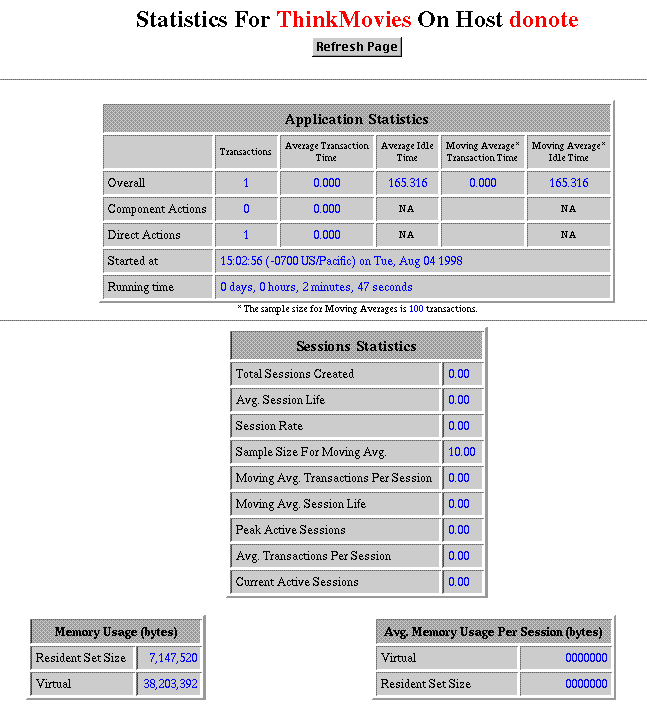 Statistics For ThinkMovies On Host donote
Refresh Page
Application Statistics
Transactions Average Transaction Time Average Idle Time Moving Average* Transaction Time Moving Average* Idle Time
Overall 1 0.000 165.316 0.000 165.316
Component Actions 0 0.000 NA NA
Direct Actions 1 0.000 NA NA
Started at 15:02:56 (-0700 US/Pacific) on Tue, Aug 04 1998
Running time 0 days, 0 hours, 2 minutes, 47 seconds
* The sample size for Moving Averages is 100 transactions.
Sessions Statistics
Total Sessions Created 0.00
Avg. Session Life 0.00
Session Rate 0.00
Sample Size For Moving Avg. 10.00
Moving Avg. Transactions Per Session 0.00
Moving Avg. Session Life 0.00
Peak Active Sessions 0.00
Avg. Transactions Per Session 0.00
Current Active Sessions 0.00
Memory Usage (bytes)
Resident Set Size 7,147,520
Virtual 38,203,392
Avg. Memory Usage Per Session (bytes)
Virtual 0000000
Resident Set Size 0000000